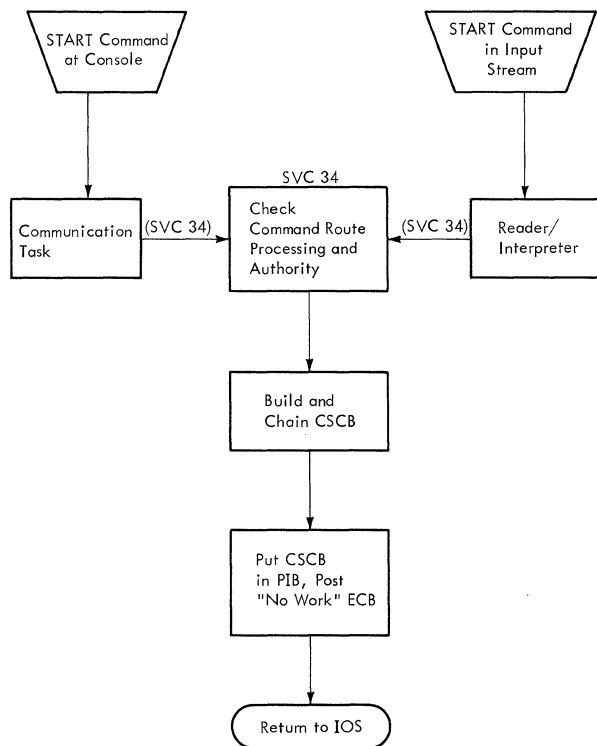 START Command
at Console
START Command
in Input
Stream
SVC 34
Communication
Task
(SVC 34)
Check
Command Route
Processing and
Authority
(SVC 34)
Reader/
Interpreter
Build and
Chain CSCB
Put CSCB
in PIB, Post
"No Work" ECB
Return to IOS